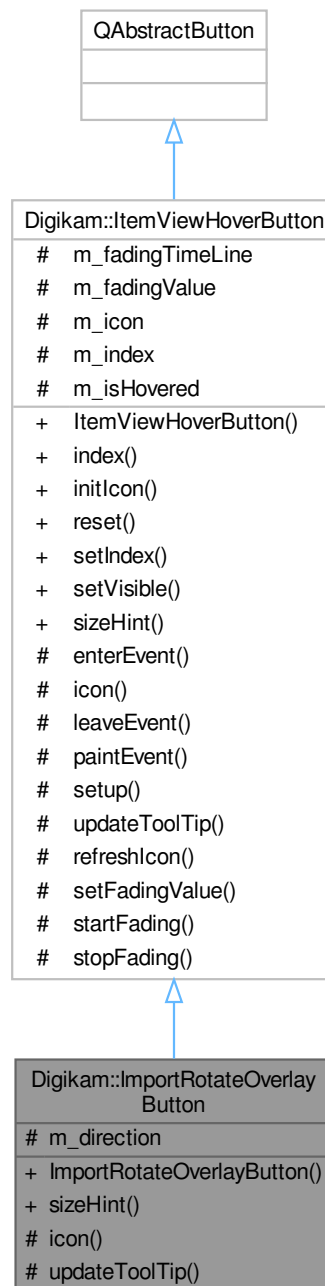 QAbstractButton
Digikam::ItemViewHoverButton
# m_fadingTimeLine
# m_fadingValue
# m_icon
# m_index
# m_isHovered
+ ItemViewHoverButton()
+ index()
+ initIcon()
+ reset()
+ setIndex()
+ setVisible()
+ sizeHint()
# enterEvent()
# icon()
# leaveEvent()
# paintEvent()
# setup()
# updateToolTip()
# refreshIcon()
# setFadingValue()
# startFading()
# stopFading()
Digikam::ImportRotateOverlay
Button
# m_direction
+ ImportRotateOverlayButton()
+ sizeHint()
# icon()
# updateToolTip()